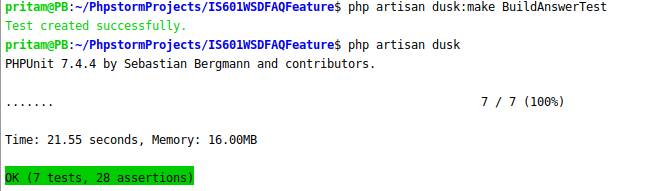 pritam@PB:~/PhpstormProjects/IS601WSDFAQFeature$ php artisan dusk:make BuildAnswerTest
Test created successfully.
pritam@PB:~/PhpstormProjects/IS601WSDFAQFeature$ php artisan dusk
PHPUnit 7.4.4 by Sebastian Bergmann and contributors.
....... 7 / 7 (100%)
Time: 21.55 seconds, Memory: 16.00MB
OK (7 tests, 28 assertions)